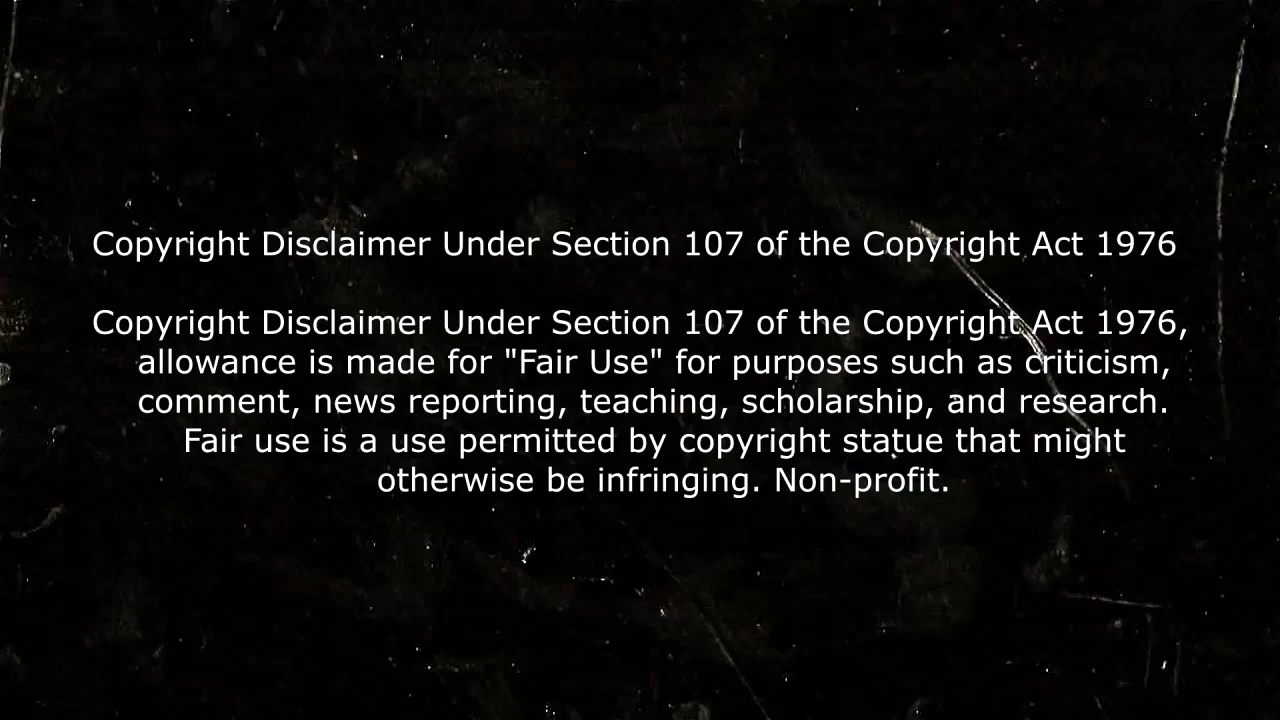 Copyright Disclaimer Under Section 107 of the Copyright Act 1976
Copyright Disclaimer Under Section 107 of the Copyright Act 1976,
allowance is made for "Fair Use" for purposes such as criticism,
comment, news reporting, teaching, scholarship, and research.
Fair use is a use permitted by copyright statue that might
otherwise be infringing. Non-profit.